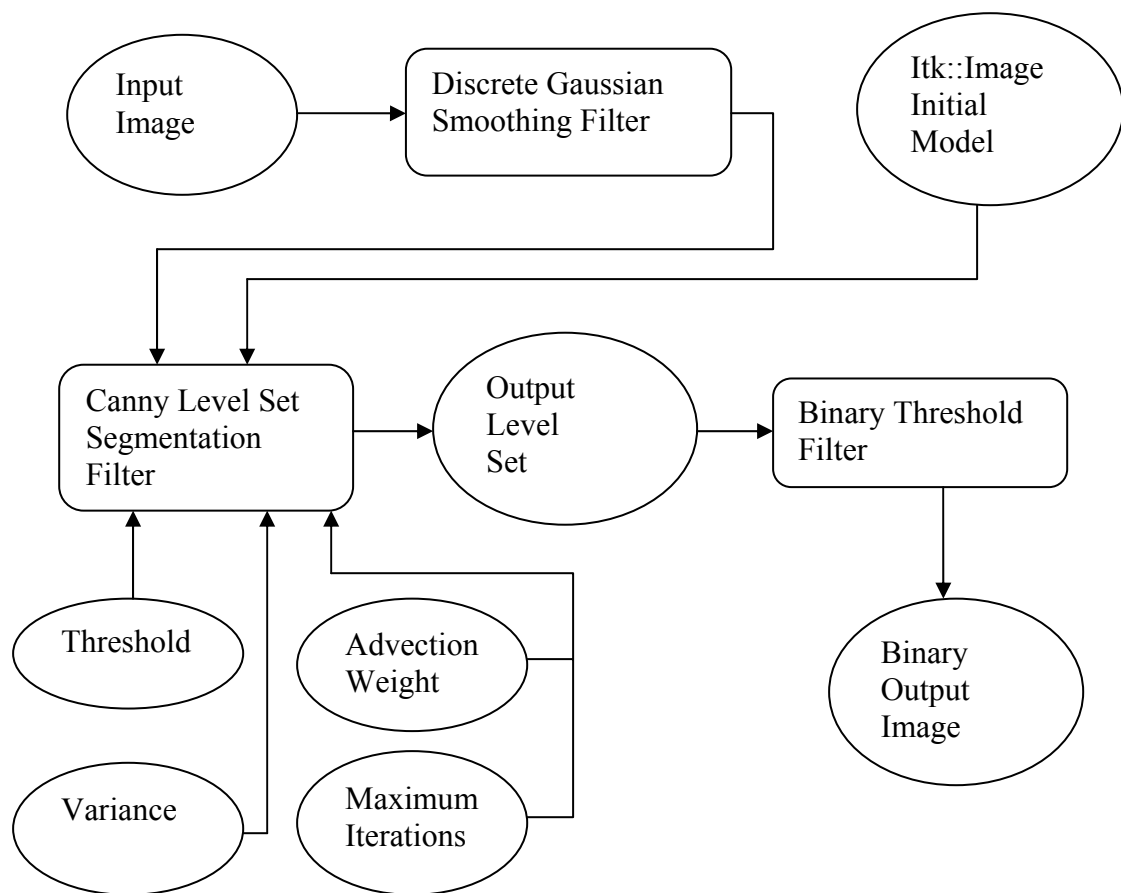 Input
Image
Discrete Gaussian
Smoothing Filter
Itk::Image
Initial
Model
Canny Level Set
Segmentation
Filter
Output
Level
Set
Binary Threshold
Filter
Threshold
Advection
Weight
Binary
Output
Image
Variance
Maximum
Iterations